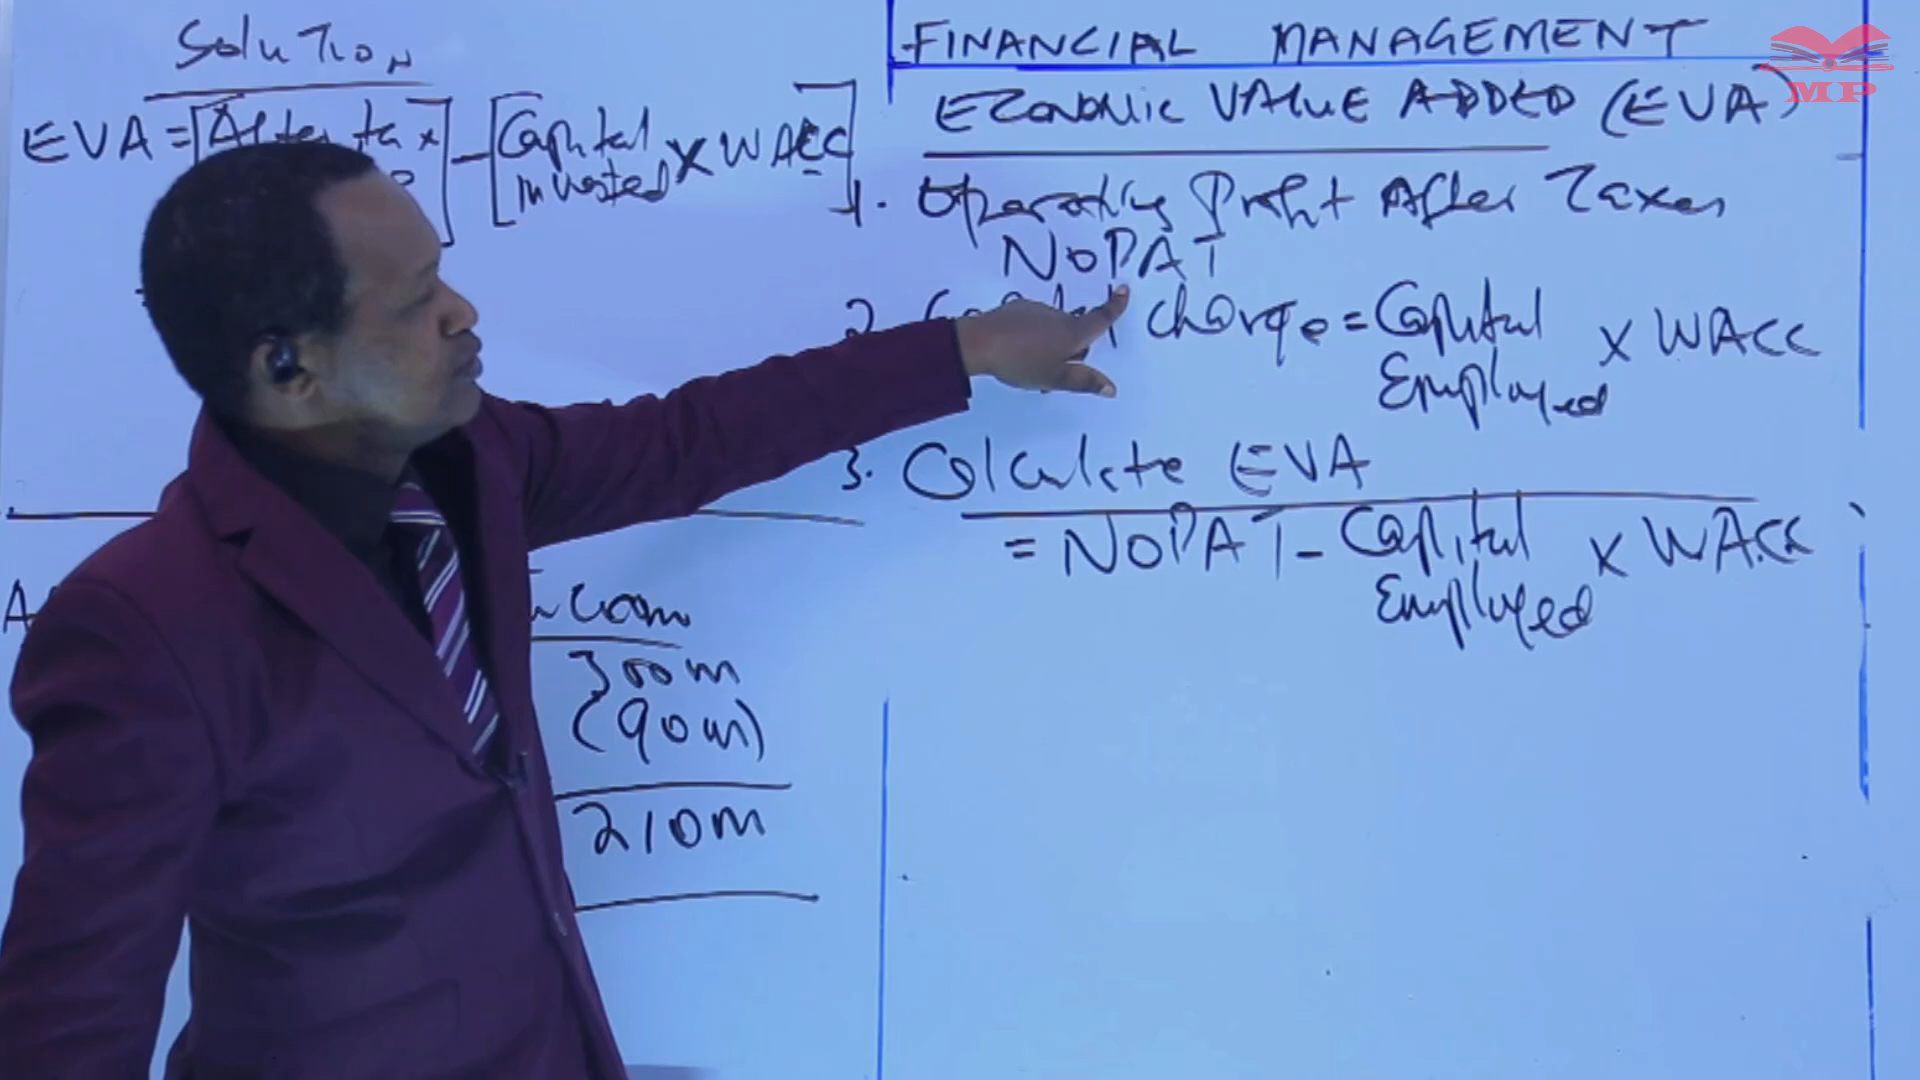 Solution
EVA = [After tax] - [Capital invested x WACC]
A
300m
(90m)
210m
FINANCIAL MANAGEMENT
ECONOMIC VALUE ADDED (EVA)
1. Operating Profit After Taxes
NOPAT
2. charge = Capital Employed x WACC
3. Calculate EVA
= NOPAT - Capital Employed x WACC
MP